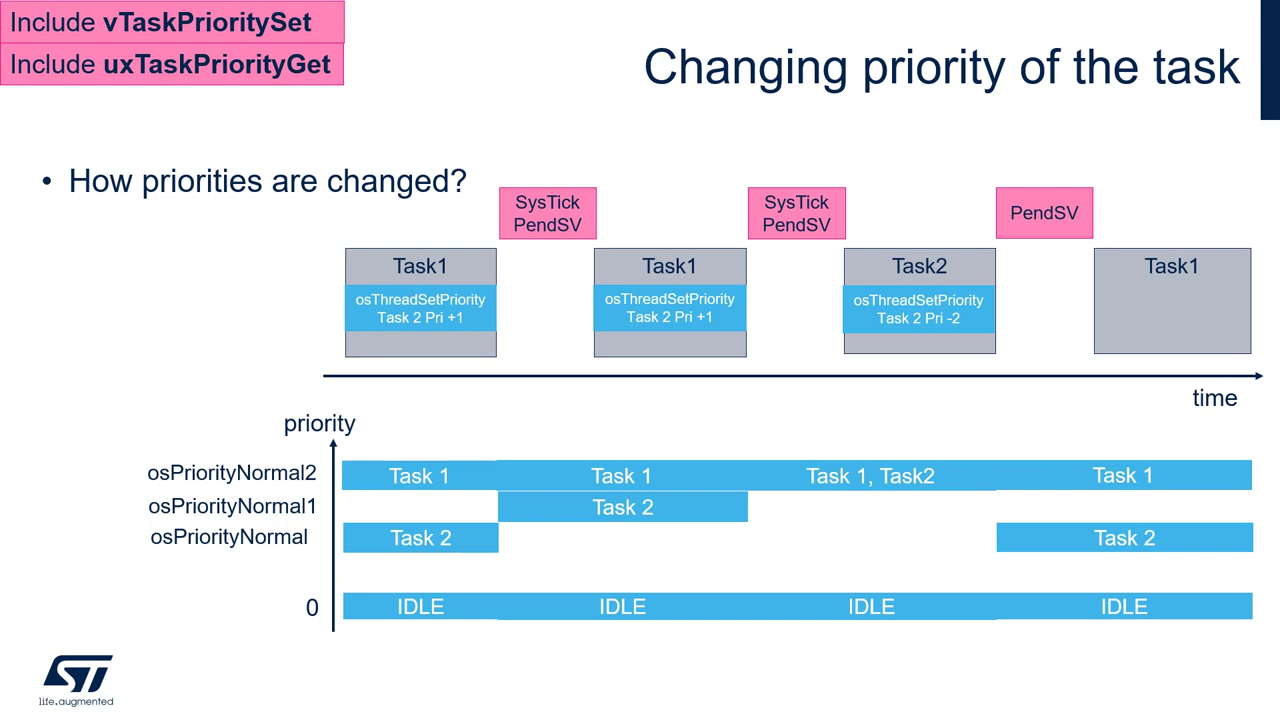 Include vTaskPrioritySet
Include uxTaskPriorityGet
Changing priority of the task
• How priorities are changed?
SysTick
PendSV
SysTick
PendSV
PendSV
Task1
osThreadSetPriority
Task 2 Pri +1
Task1
osThreadSetPriority
Task 2 Pri +1
Task2
osThreadSetPriority
Task 2 Pri -2
Task1
time
priority
osPriorityNormal2
Task 1
Task 1
Task 1, Task2
Task 1
osPriorityNormal1
Task 2
osPriorityNormal
Task 2
Task 2
0
IDLE
IDLE
IDLE
IDLE
ST
life.augmented